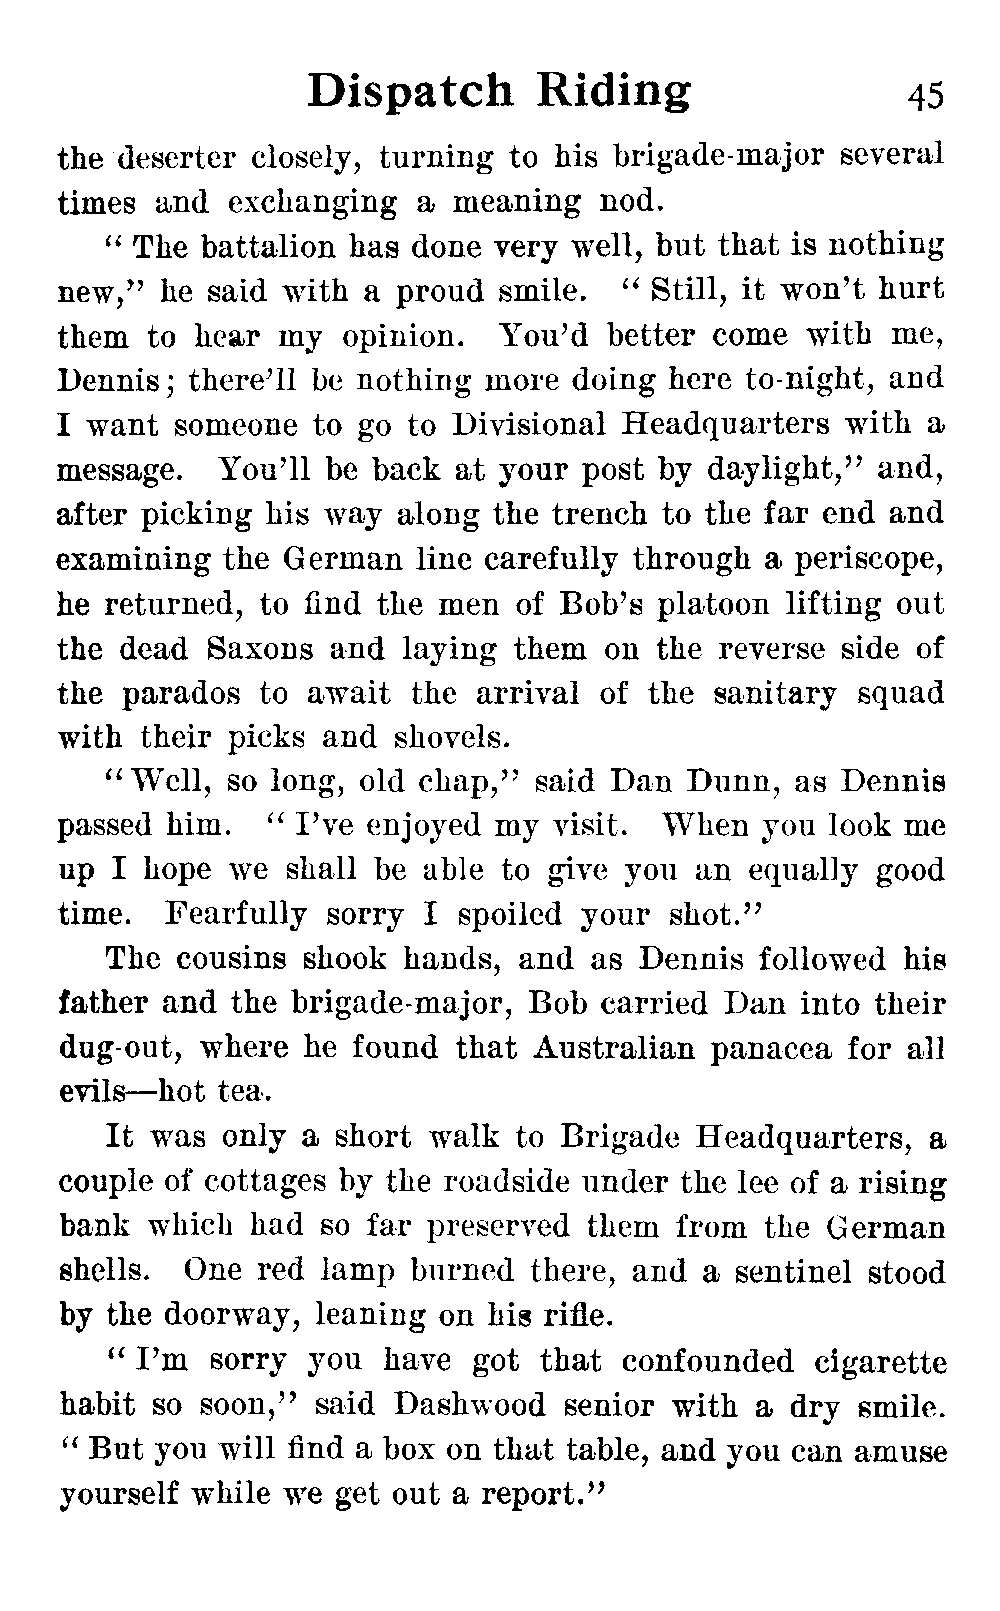 Dispatch Riding 45
the deserter closely, turning to his brigade-major several
times and exchanging a meaning nod.
“ The battalion has done very well, but that is nothing
new,” he said with a proud smile. “ Still, it won’t hurt
them to hear my opinion. You’d better come with me,
Dennis; there’ll be nothing more doing here to-night, and
I want someone to go to Divisional Headquarters with a
message. You’ll be back at your post by daylight,” and,
after picking his way along the trench to the far end and
examining the German line carefully through a periscope,
he returned, to find the men of Bob’s platoon lifting out
the dead Saxons and laying them on the reverse side of
the parados to await the arrival of the sanitary squad
with their picks and shovels.
“Well, so long, old chap,” said Dan Dunn, as Dennis
passed him. “ I’ve enjoyed my visit. When you look me
up I hope we shall be able to give you an equally good
time. Fearfully sorry I spoiled your shot.”
The cousins shook hands, and as Dennis followed his
father and the brigade-major, Bob carried Dan into their
dug-out, where he found that Australian panacea for all
evils—hot tea.
It was only a short walk to Brigade Headquarters, a
couple of cottages by the roadside under the lee of a rising
bank which had so far preserved them from the German
shells. One red lamp burned there, and a sentinel stood
by the doorway, leaning on his rifle.
“ I’m sorry you have got that confounded cigarette
habit so soon,” said Dashwood senior with a dry smile.
“ But you will find a box on that table, and you can amuse
yourself while we get out a report.”